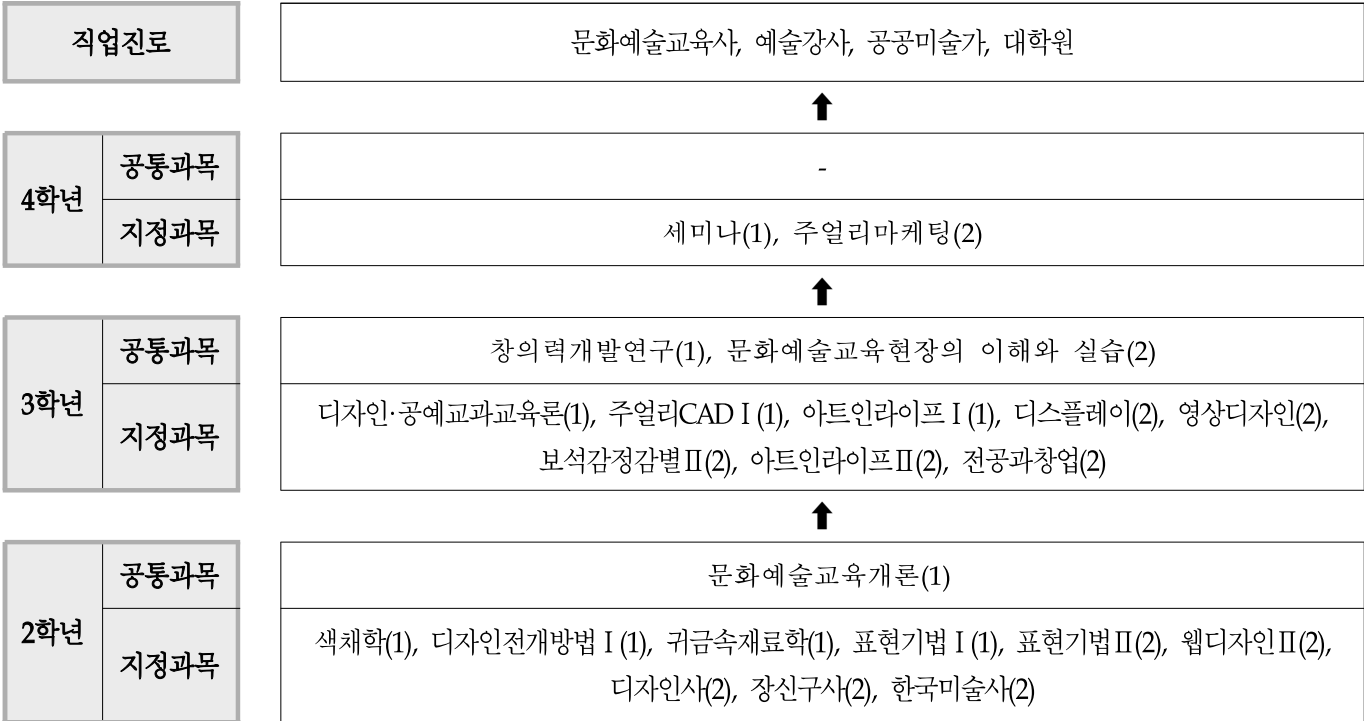 직업진로
문화예술교육사, 예술강사, 공공미술가, 대학원
4학년
공통과목
-
지정과목
세미나(1), 주얼리마케팅(2)
3학년
공통과목
창의력개발연구(1), 문화예술교육현장의 이해와 실습(2)
지정과목
디자인·공예교과교육론(1), 주얼리CADⅠ(1), 아트인라이프Ⅰ(1), 디스플레이(2), 영상디자인(2),
보석감정감별Ⅱ(2), 아트인라이프Ⅱ(2), 전공과창업(2)
2학년
공통과목
문화예술교육개론(1)
지정과목
색채학(1), 디자인전개방법Ⅰ(1), 귀금속재료학(1), 표현기법Ⅰ(1), 표현기법Ⅱ(2), 웹디자인Ⅱ(2),
디자인사(2), 장신구사(2), 한국미술사(2)